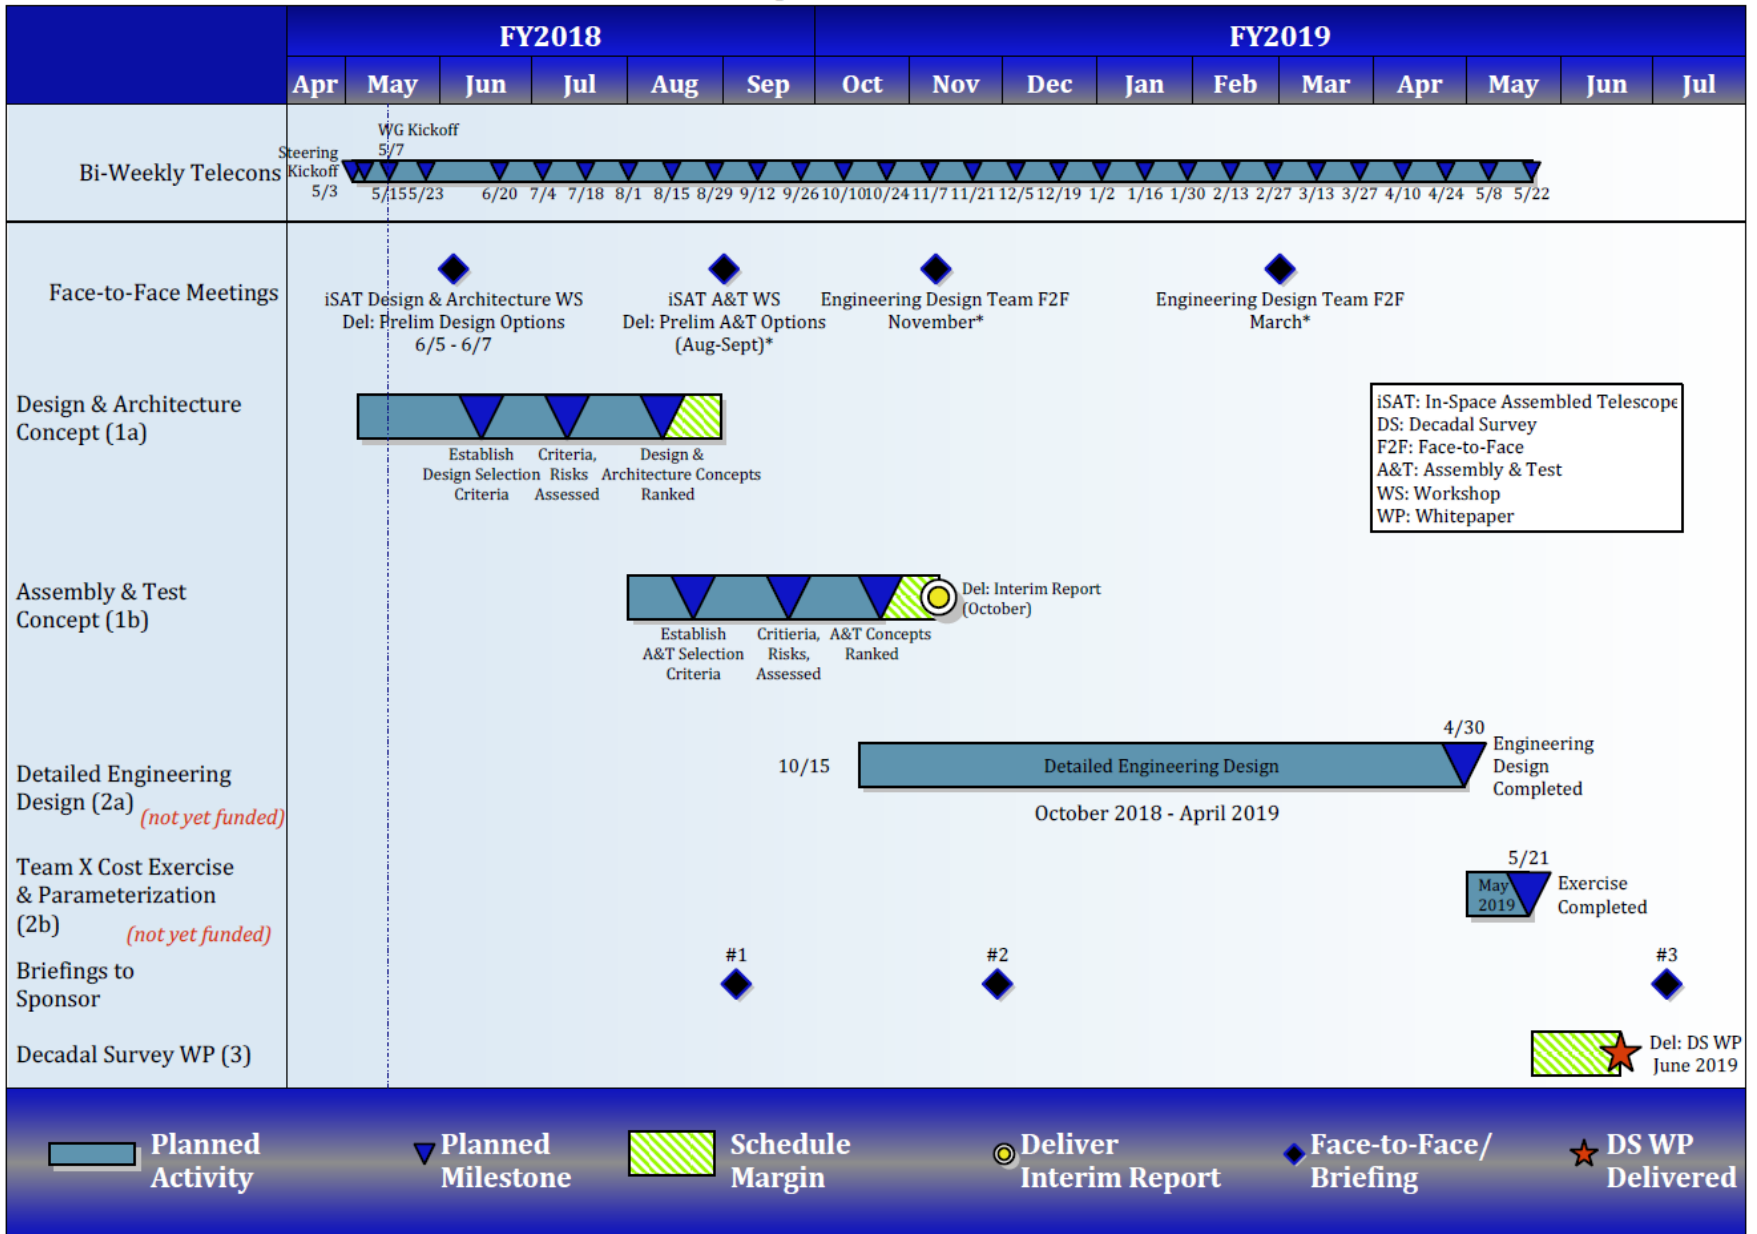 FY2018
FY2019
Apr May Jun Jul Aug Sep Oct Nov Dec Jan Feb Mar Apr May Jun Jul
Bi-Weekly Telecons
Steering
Kickoff
5/3
WG Kickoff
5/7
5/15 5/23 6/20 7/4 7/18 8/1 8/15 8/29 9/12 9/26 10/10 10/24 11/7 11/21 12/5 12/19 1/2 1/16 1/30 2/13 2/27 3/13 3/27 4/10 4/24 5/8 5/22
Face-to-Face Meetings
iSAT Design & Architecture WS
Del: Prelim Design Options
6/5 - 6/7
iSAT A&T WS
Del: Prelim A&T Options
(Aug-Sept)*
Engineering Design Team F2F
November*
Engineering Design Team F2F
March*
Design & Architecture
Concept (1a)
Establish
Design Selection
Criteria
Criteria,
Risks
Assessed
Design &
Architecture Concepts
Ranked
iSAT: In-Space Assembled Telescope
DS: Decadal Survey
F2F: Face-to-Face
A&T: Assembly & Test
WS: Workshop
WP: Whitepaper
Assembly & Test
Concept (1b)
Establish
A&T Selection
Criteria
Critieria,
Risks,
Assessed
A&T Concepts
Ranked
Del: Interim Report
(October)
Detailed Engineering
Design (2a)
(not yet funded)
10/15
Detailed Engineering Design
October 2018 - April 2019
4/30
Engineering
Design
Completed
Team X Cost Exercise
& Parameterization
(2b)
(not yet funded)
5/21
May
2019
Exercise
Completed
Briefings to
Sponsor
#1
#2
#3
Decadal Survey WP (3)
Del: DS WP
June 2019
Planned
Activity
Planned
Milestone
Schedule
Margin
Deliver
Interim Report
Face-to-Face/
Briefing
DS WP
Delivered